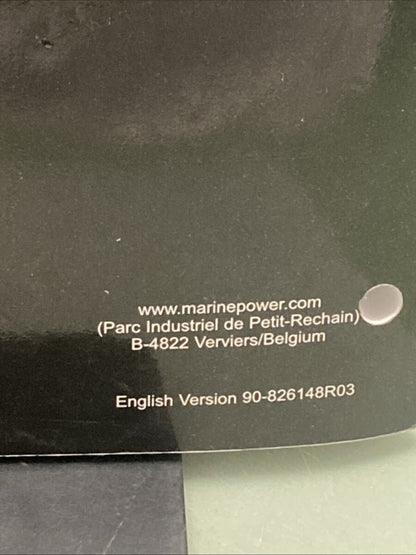 www.marinepower.com
(Parc Industriel de Petit-Rechain)
B-4822 Verviers/Belgium
English Version 90-826148R03